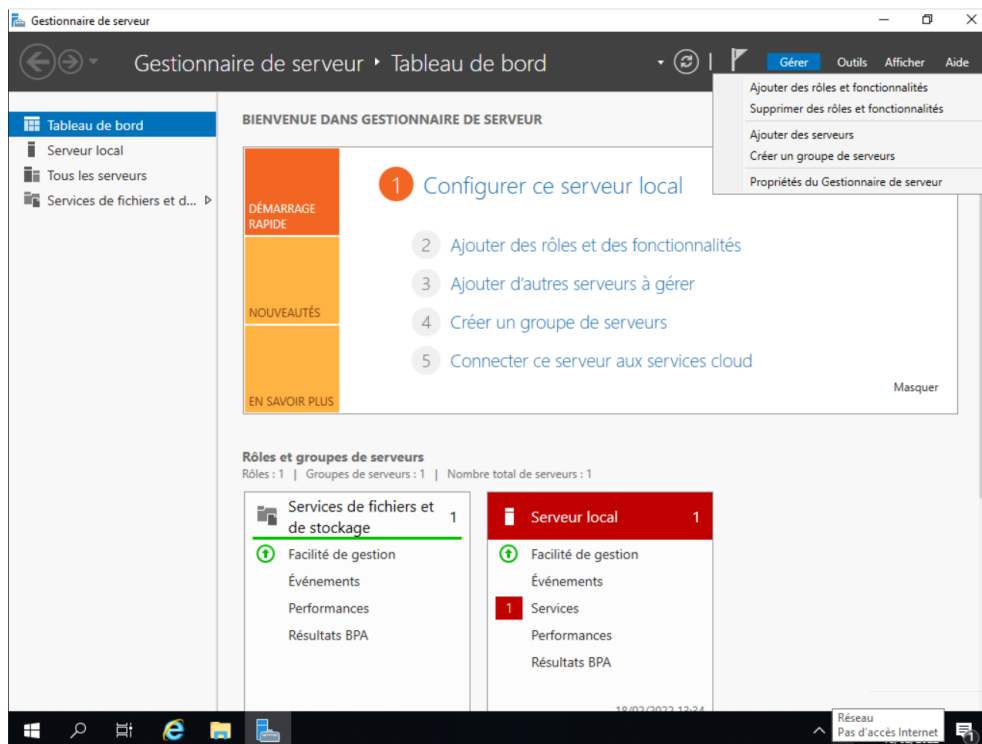 Gestionnaire de serveur
Gestionnaire de serveur • Tableau de bord
Gérer Outils Afficher Aide
Ajouter des rôles et fonctionnalités
Supprimer des rôles et fonctionnalités
Ajouter des serveurs
Créer un groupe de serveurs
Propriétés du Gestionnaire de serveur
Tableau de bord
Serveur local
Tous les serveurs
Services de fichiers et d...
BIENVENUE DANS GESTIONNAIRE DE SERVEUR
DÉMARRAGE
RAPIDE
NOUVEAUTÉS
EN SAVOIR PLUS
1 Configurer ce serveur local
2 Ajouter des rôles et des fonctionnalités
3 Ajouter d'autres serveurs à gérer
4 Créer un groupe de serveurs
5 Connecter ce serveur aux services cloud
Masquer
Rôles et groupes de serveurs
Rôles : 1 | Groupes de serveurs : 1 | Nombre total de serveurs : 1
Services de fichiers et
de stockage
1
Facilité de gestion
Événements
Performances
Résultats BPA
Serveur local 1
Facilité de gestion
Événements
1 Services
Performances
Résultats BPA
18/02/2022 13:34
Réseau
Pas d'accès Internet
1